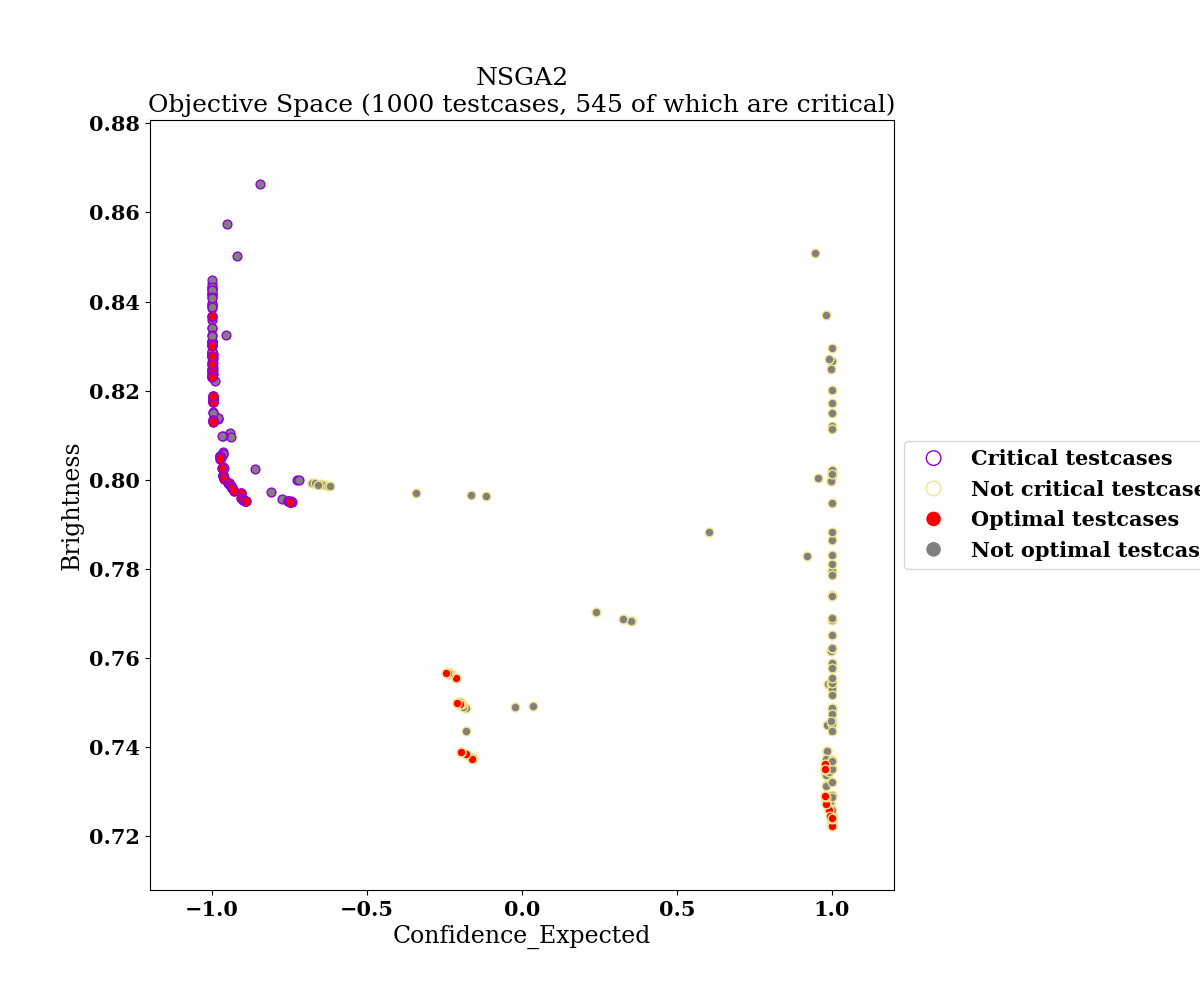 NSGA2
Objective Space (1000 testcases, 545 of which are critical)
0.88
0.86
0.84
0.82
0.80
0.78
0.76
0.74
0.72
Brightness
−1.0
−0.5
0.0
0.5
1.0
Confidence_Expected
Critical testcases
Not critical testcase
Optimal testcases
Not optimal testcas